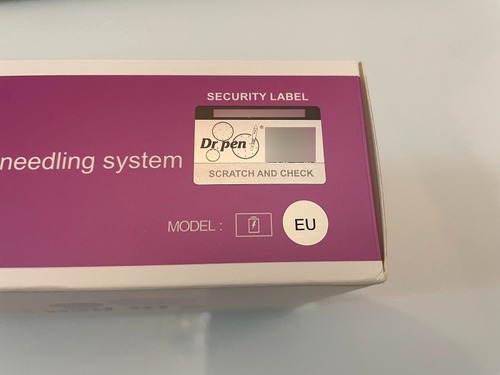 SECURITY LABEL
Dr.pen
needling system
SCRATCH AND CHECK
MODEL :
EU